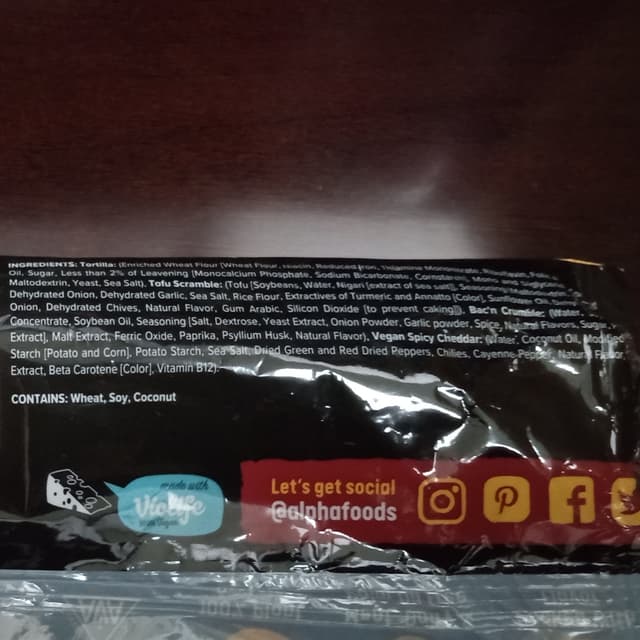 INGREDIENTS: Tortilla: (Enriched Wheat Flour [Wheat Flour, Niacin, Reduced Iron, Thiamine Mononitrate,
Oil, Sugar, Less than 2% of Leavening [Monocalcium Phosphate, Sodium Bicarbonate,
Maltodextrin, Yeast, Sea Salt), Tofu Scramble: (Tofu [Soybeans, Water, Nigari [extract of sea salt]],
Dehydrated Onion, Dehydrated Garlic, Sea Salt, Rice Flour, Extractives of Turmeric and Annatto [Color],
Onion, Dehydrated Chives, Natural Flavor, Gum Arabic, Silicon Dioxide [to prevent caking]), Bac'n Crumble: (Water,
Concentrate, Soybean Oil, Seasoning [Salt, Dextrose, Yeast Extract, Onion Powder, Garlic powder, Spice, Natural Flavors, Sugar,
Extract], Malt Extract, Ferric Oxide, Paprika, Psyllium Husk, Natural Flavor), Vegan Spicy Cheddar: (Water, Coconut Oil, Modified
Starch [Potato and Corn], Potato Starch, Sea Salt, Dried Green and Red Dried Peppers, Chilies, Cayenne Pepper, Natural Flavor,
Extract, Beta Carotene [Color], Vitamin B12).
CONTAINS: Wheat, Soy, Coconut
made with
Violife
Let's get social
@alphafoods